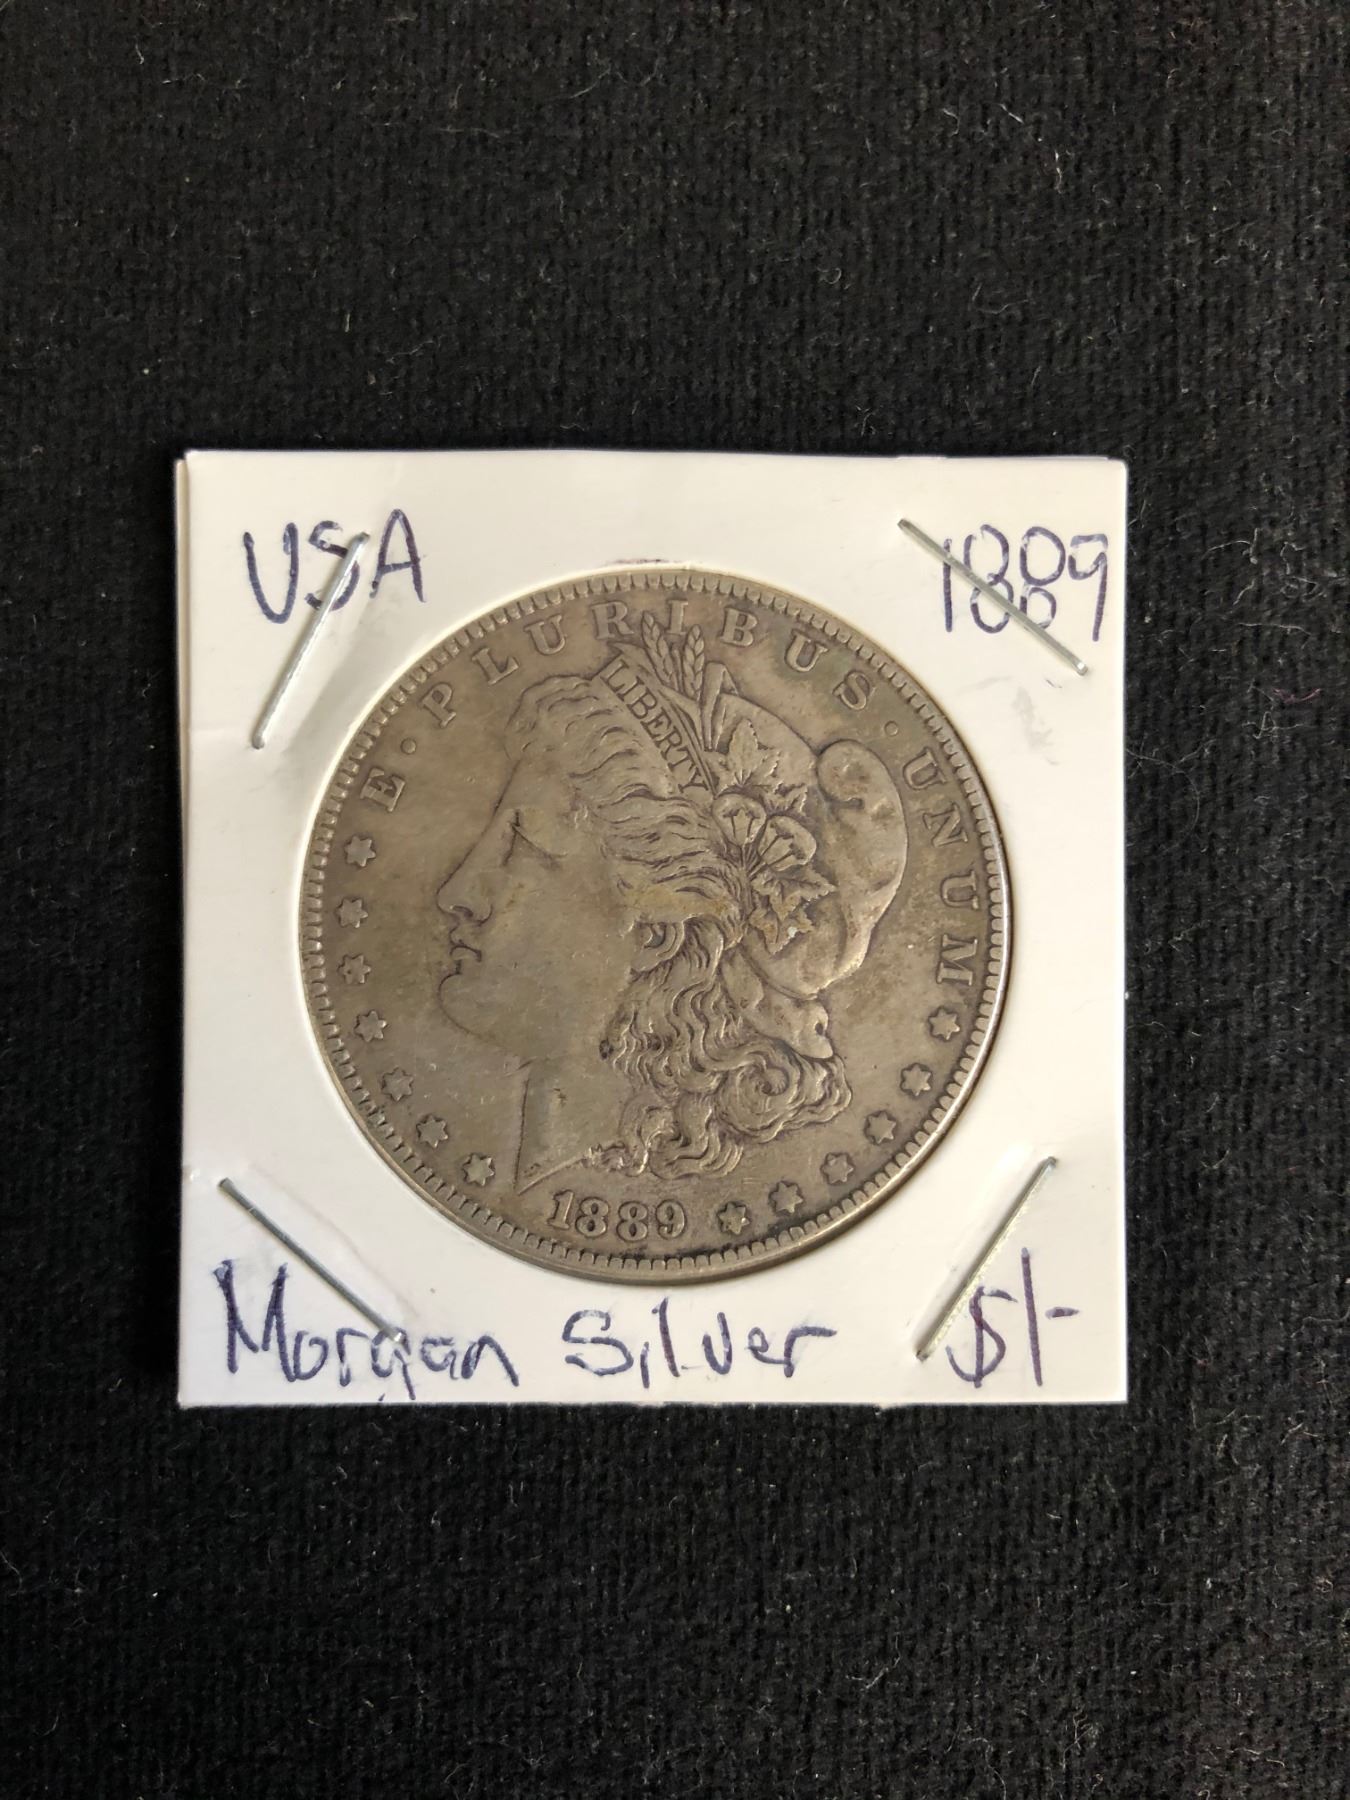 USA 1889
E · PLURIBUS · UNUM
LIBERTY
1889
Morgan Silver $1-